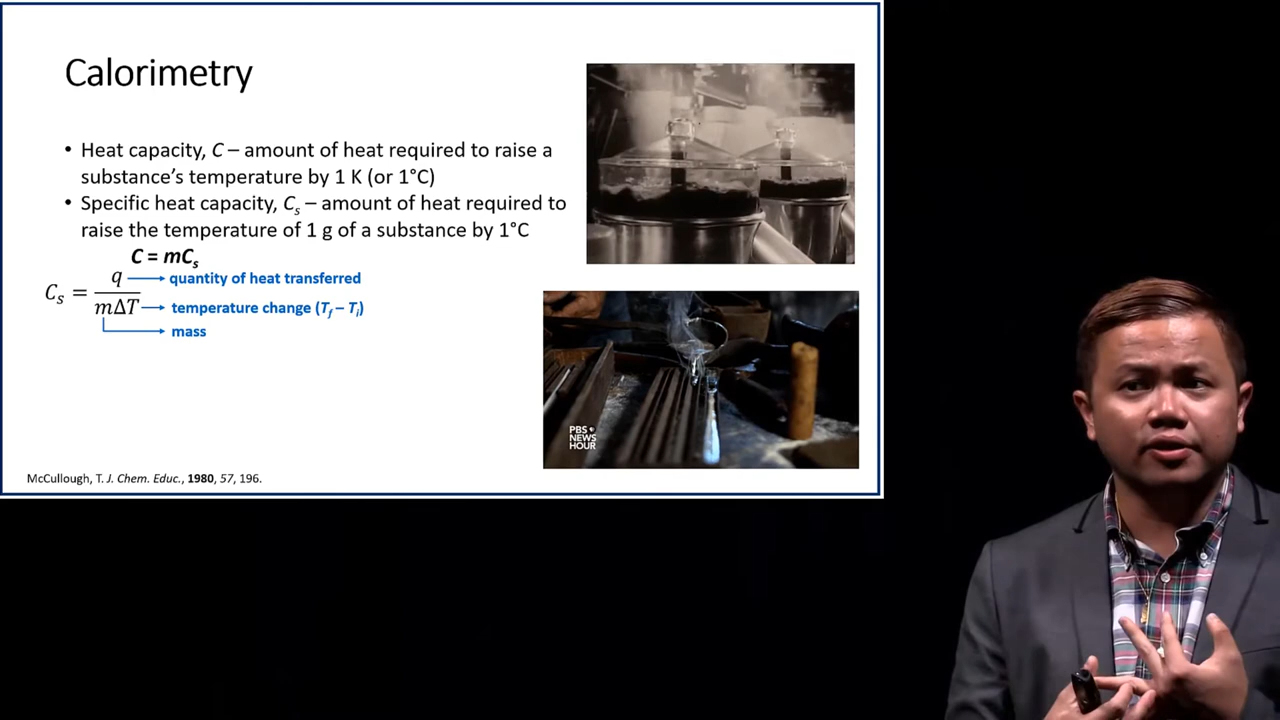 Calorimetry
• Heat capacity, C – amount of heat required to raise a
substance's temperature by 1 K (or 1°C)
• Specific heat capacity, Cs – amount of heat required to
raise the temperature of 1 g of a substance by 1°C
C = mCs
Cs = q / mΔT
quantity of heat transferred
temperature change (Tf – Ti)
mass
PBS
NEWS
HOUR
McCullough, T. J. Chem. Educ., 1980, 57, 196.